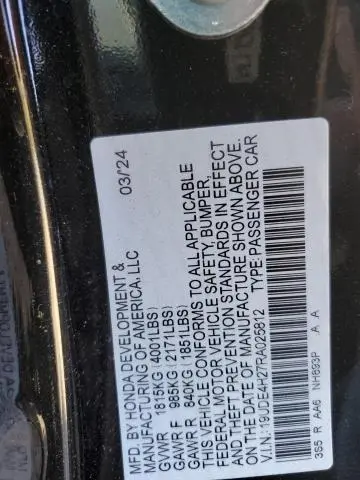 MFD. BY HONDA DEVELOPMENT &
MANUFACTURING OF AMERICA, LLC 03/24
GVWR 1815KG (4001LBS)
GAWR F 985KG (2171LBS)
GAWR R 840KG (1851LBS)
THIS VEHICLE CONFORMS TO ALL APPLICABLE
FEDERAL MOTOR VEHICLE SAFETY, BUMPER,
AND THEFT PREVENTION STANDARDS IN EFFECT
ON THE DATE OF MANUFACTURE SHOWN ABOVE.
V.I.N.: 19UDE4H27RA025812 TYPE: PASSENGER CAR
3S5 R AA6 NH893P A A